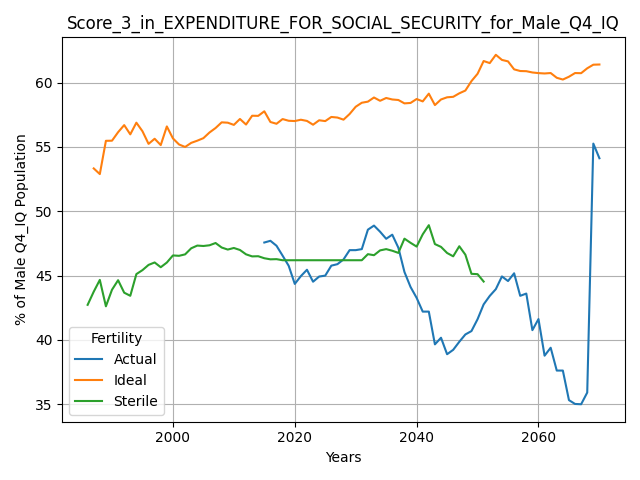 Score_3_in_EXPENDITURE_FOR_SOCIAL_SECURITY_for_Male_Q4_IQ
% of Male Q4_IQ Population
60
55
50
45
40
35
Fertility
Actual
Ideal
Sterile
2000
2020
2040
2060
Years